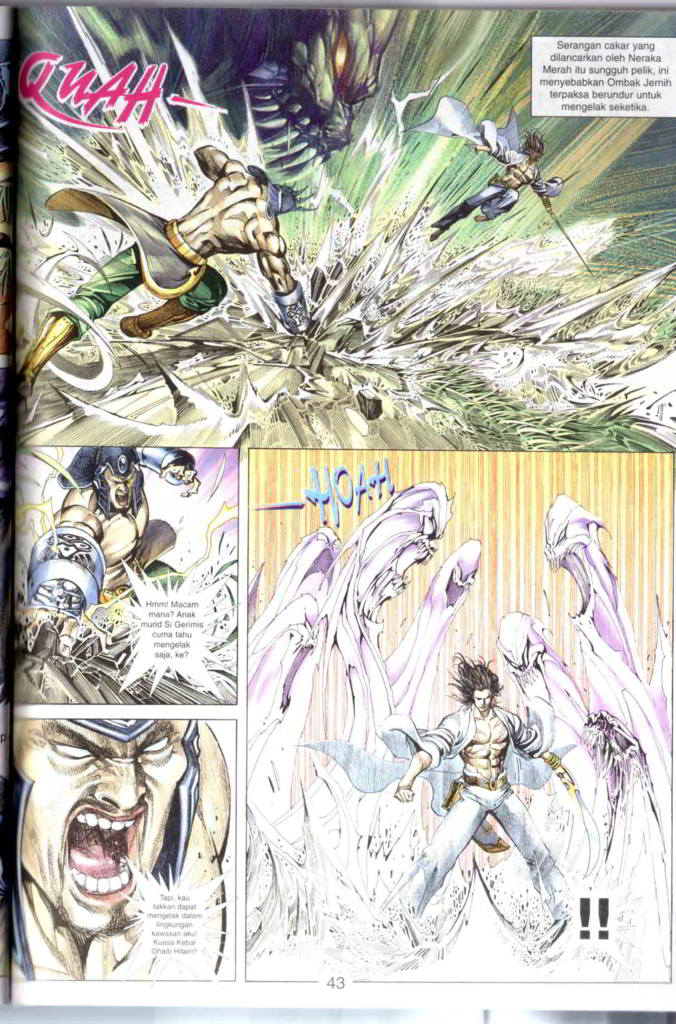 QUAH
Serangan cakar yang
dilancarkan oleh Neraka
Merah itu sungguh pelik, ini
menyebabkan Ombak Jernih
terpaksa berundur untuk
mengelak seketika.
Hmm! Macam
mana? Anak
murid Si Gerimis
cuma tahu
mengelak
saja, ke?
HOAH
Tapi, kau
takkan dapat
mengelak dalam
lingkungan
kawasan aku!
Kuasa Kebal
Ghaib Hitam!!
!!
43